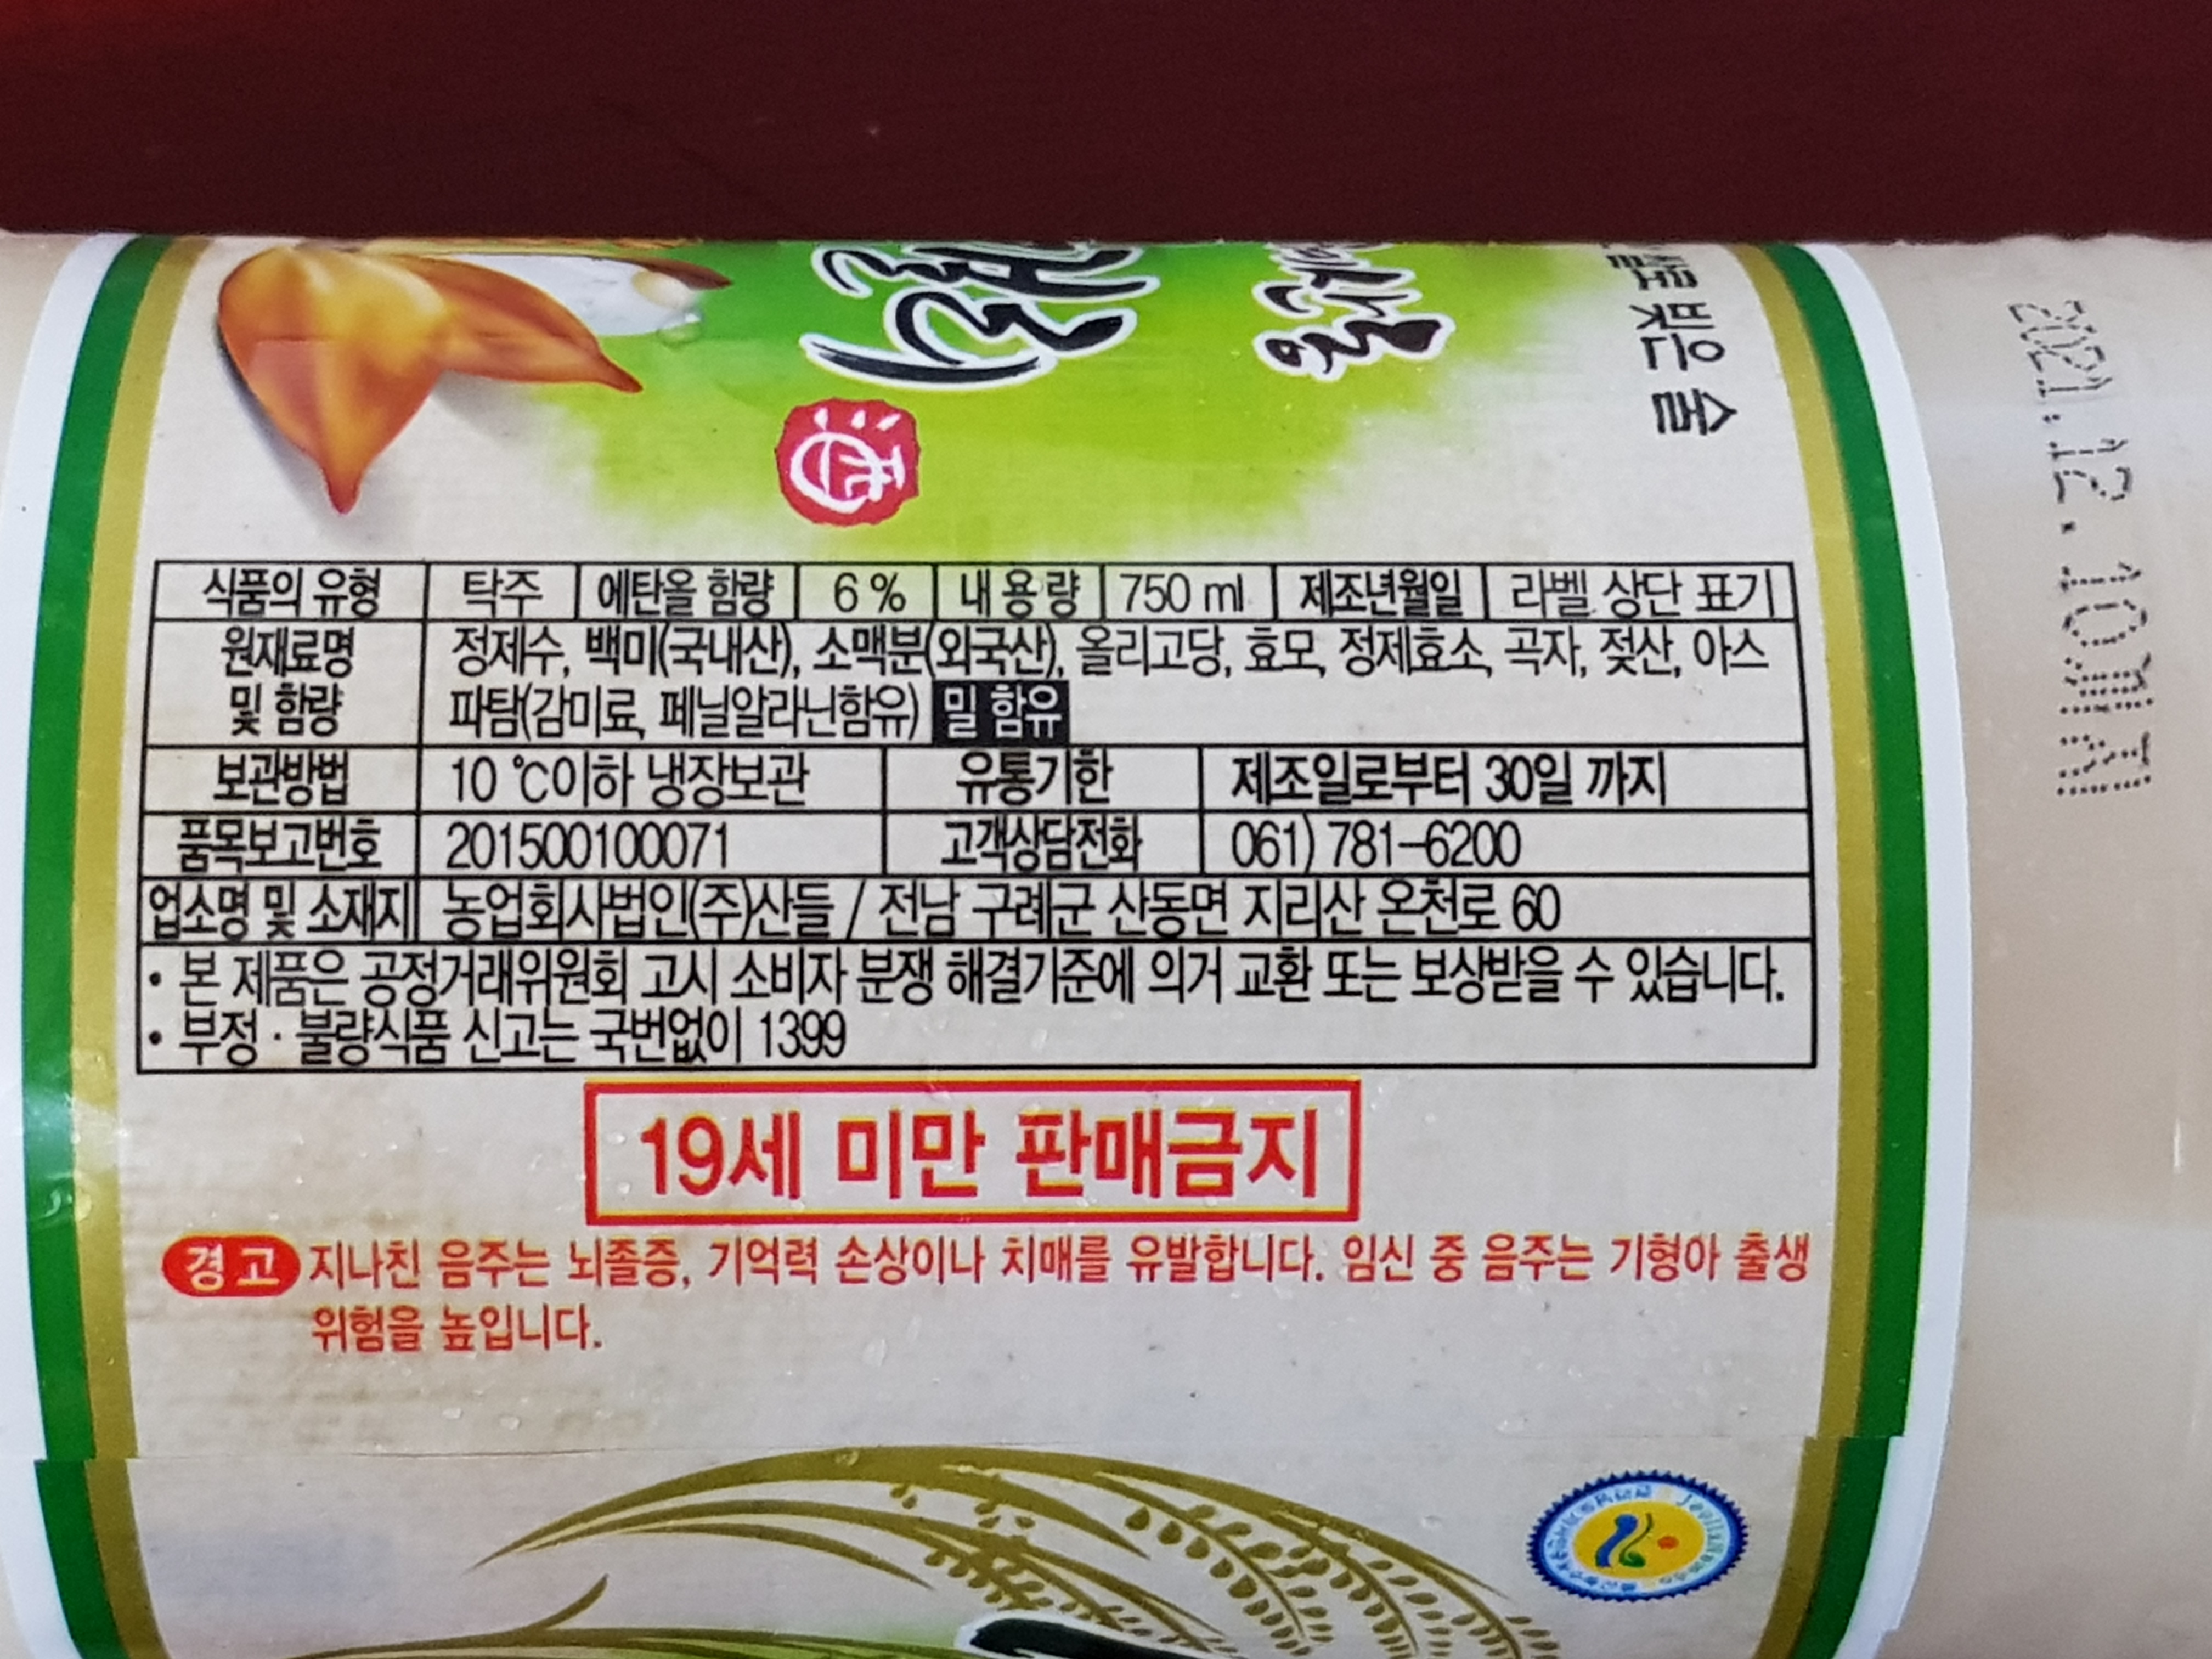 빚은 술
酒
2021.12.10까지
식품의 유형 탁주 에탄올 함량 6 % 내 용 량 750 ml 제조년월일 라벨 상단 표기
원재료명 정제수, 백미(국내산), 소맥분(외국산), 올리고당, 효모, 정제효소, 곡자, 젖산, 아스
및 함량 파탐(감미료, 페닐알라닌함유) 밀 함유
보관방법 10 ℃이하 냉장보관 유통기한 제조일로부터 30일 까지
품목보고번호 201500100071 고객상담전화 061) 781-6200
업소명 및 소재지 농업회사법인(주)산들 / 전남 구례군 산동면 지리산 온천로 60
• 본 제품은 공정거래위원회 고시 소비자 분쟁 해결기준에 의거 교환 또는 보상받을 수 있습니다.
• 부정 · 불량식품 신고는 국번없이 1399
19세 미만 판매금지
경고 지나친 음주는 뇌졸증, 기억력 손상이나 치매를 유발합니다. 임신 중 음주는 기형아 출생
위험을 높입니다.